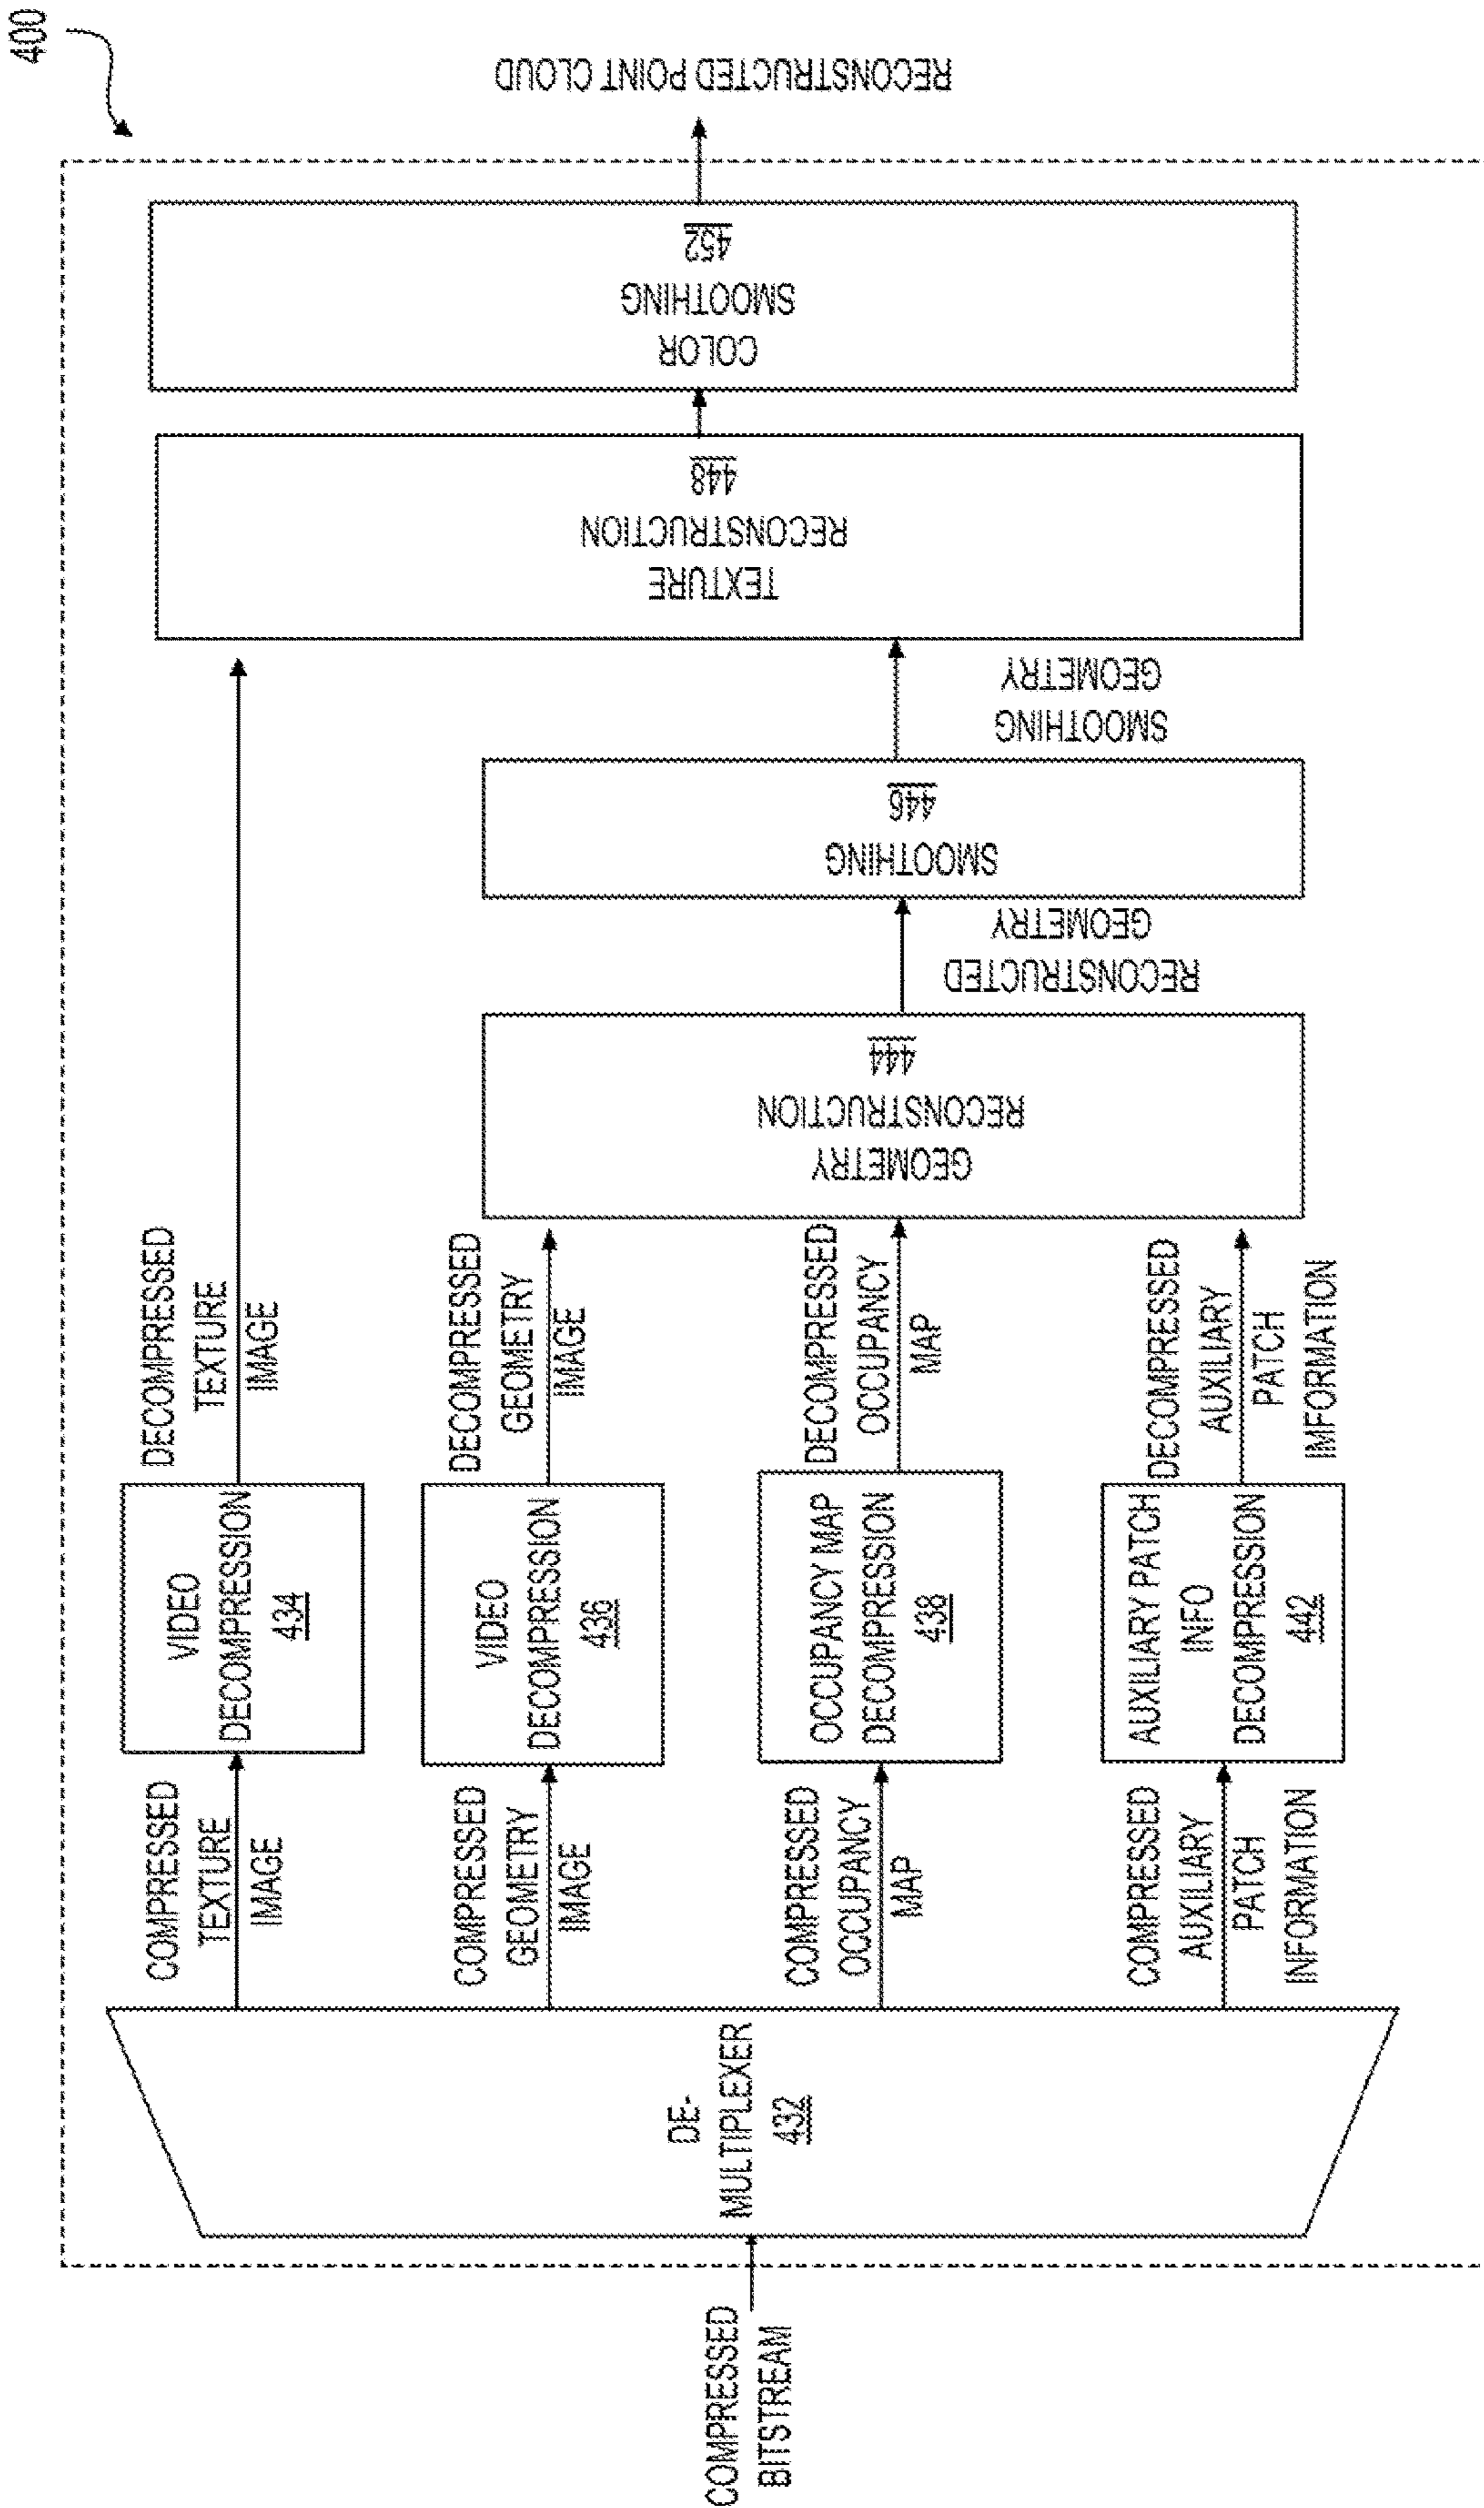 400
COMPRESSED
BITSTREAM
DE-
MULTIPLEXER
432
COMPRESSED
TEXTURE
IMAGE
COMPRESSED
GEOMETRY
IMAGE
COMPRESSED
OCCUPANCY
MAP
COMPRESSED
AUXILIARY
PATCH
INFORMATION
VIDEO
DECOMPRESSION
434
VIDEO
DECOMPRESSION
436
OCCUPANCY MAP
DECOMPRESSION
438
AUXILIARY PATCH
INFO
DECOMPRESSION
442
DECOMPRESSED
TEXTURE
IMAGE
DECOMPRESSED
GEOMETRY
IMAGE
DECOMPRESSED
OCCUPANCY
MAP
DECOMPRESSED
AUXILIARY
PATCH
IMFORMATION
GEOMETRY
RECONSTRUCTION
444
RECONSTRUCTED
GEOMETRY
SMOOTHING
446
SMOOTHING
GEOMETRY
TEXTURE
RECONSTRUCTION
448
COLOR
SMOOTHING
452
RECONSTRUCTED POINT CLOUD